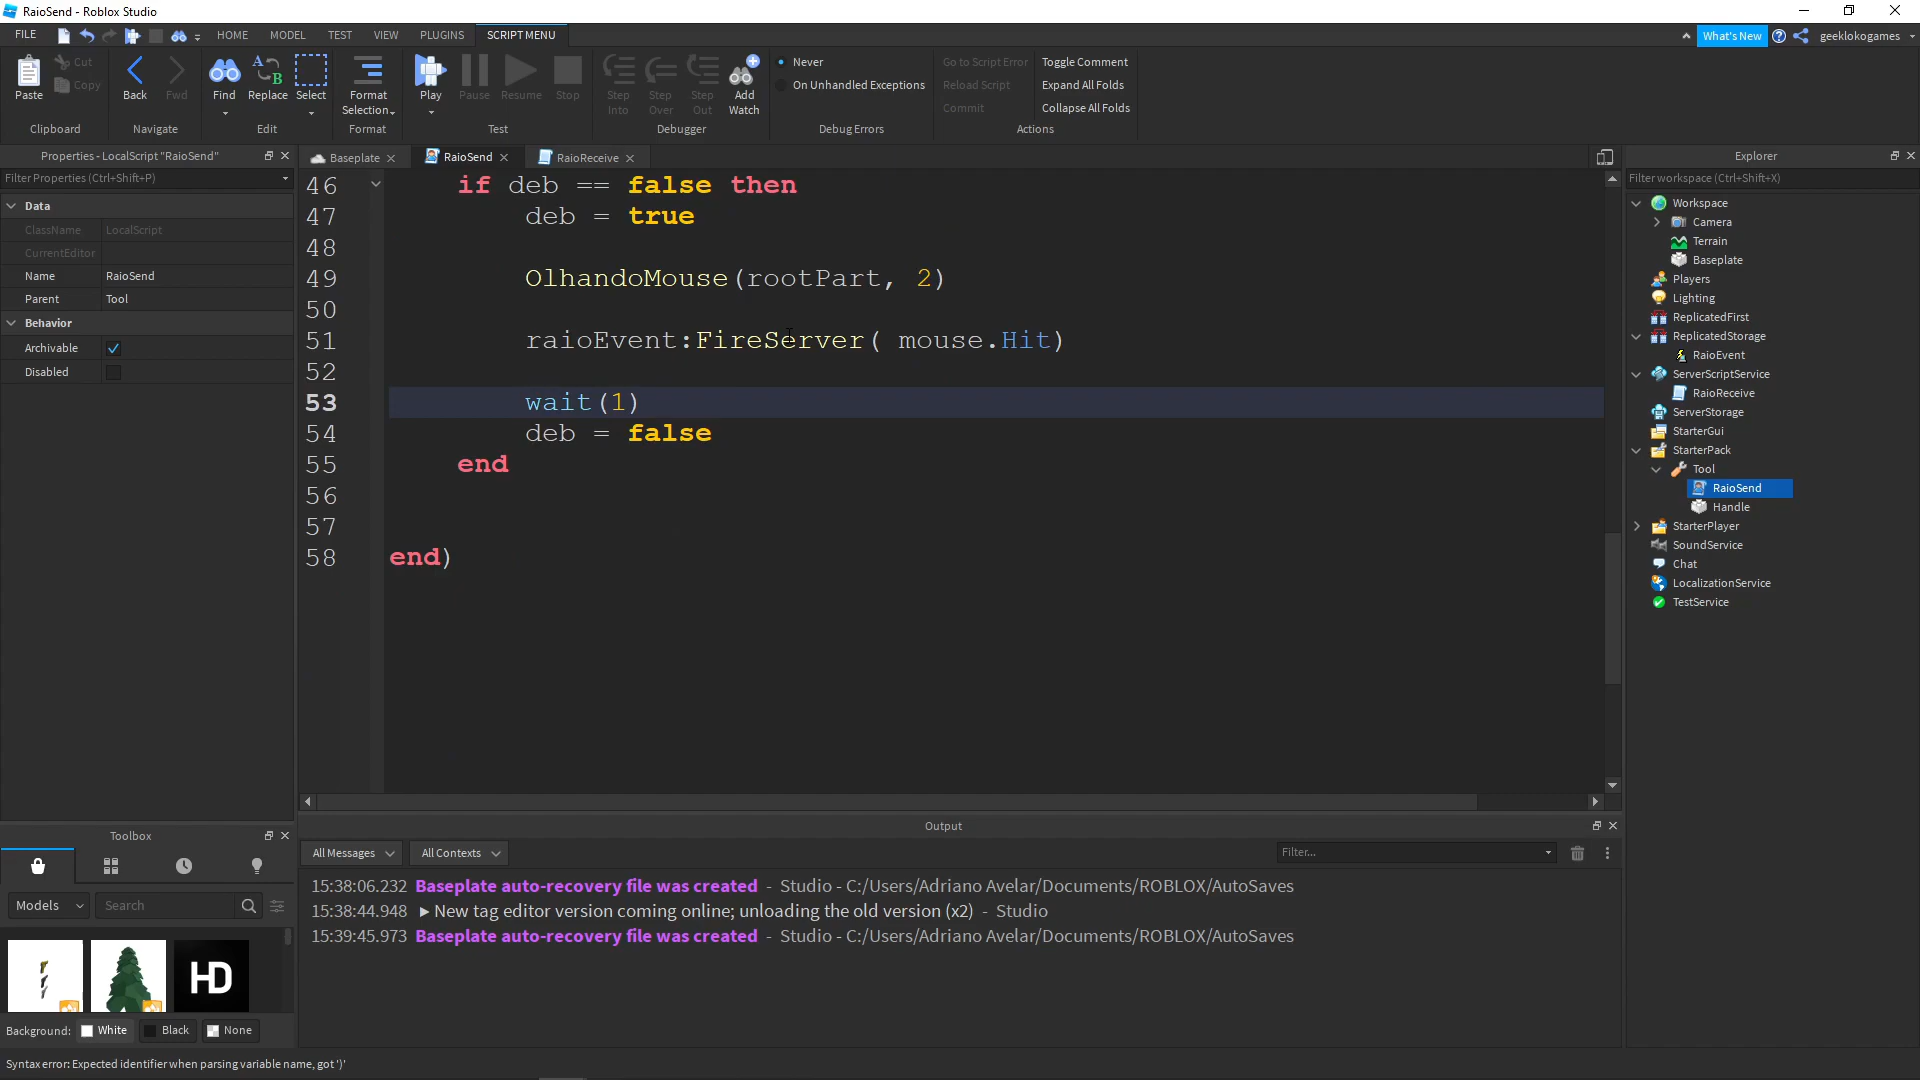 RaioSend - Roblox Studio
FILE HOME MODEL TEST VIEW PLUGINS SCRIPT MENU What's New geeklokogames
Paste Cut Copy Clipboard
Back Fwd Navigate
Find Replace Select Edit
Format Selection Format
Play Pause Resume Stop Test
Step Into Step Over Step Out Add Watch Debugger
Never
On Unhandled Exceptions
Debug Errors
Go to Script Error Toggle Comment
Reload Script Expand All Folds
Commit Collapse All Folds
Actions
Properties - LocalScript "RaioSend"
Filter Properties (Ctrl+Shift+P)
Data
ClassName LocalScript
CurrentEditor
Name RaioSend
Parent Tool
Behavior
Archivable
Disabled
Baseplate RaioSend RaioReceive
46 if deb == false then
47 deb = true
48
49 OlhandoMouse(rootPart, 2)
50
51 raioEvent:FireServer( mouse.Hit)
52
53 wait(1)
54 deb = false
55 end
56
57
58 end)
Explorer
Filter workspace (Ctrl+Shift+X)
Workspace
Camera
Terrain
Baseplate
Players
Lighting
ReplicatedFirst
ReplicatedStorage
RaioEvent
ServerScriptService
RaioReceive
ServerStorage
StarterGui
StarterPack
Tool
RaioSend
Handle
StarterPlayer
SoundService
Chat
LocalizationService
TestService
Output
All Messages All Contexts Filter...
15:38:06.232 Baseplate auto-recovery file was created - Studio - C:/Users/Adriano Avelar/Documents/ROBLOX/AutoSaves
15:38:44.948 ▶ New tag editor version coming online; unloading the old version (x2) - Studio
15:39:45.973 Baseplate auto-recovery file was created - Studio - C:/Users/Adriano Avelar/Documents/ROBLOX/AutoSaves
Toolbox
Models Search
HD
Background: White Black None
Syntax error: Expected identifier when parsing variable name, got ')'